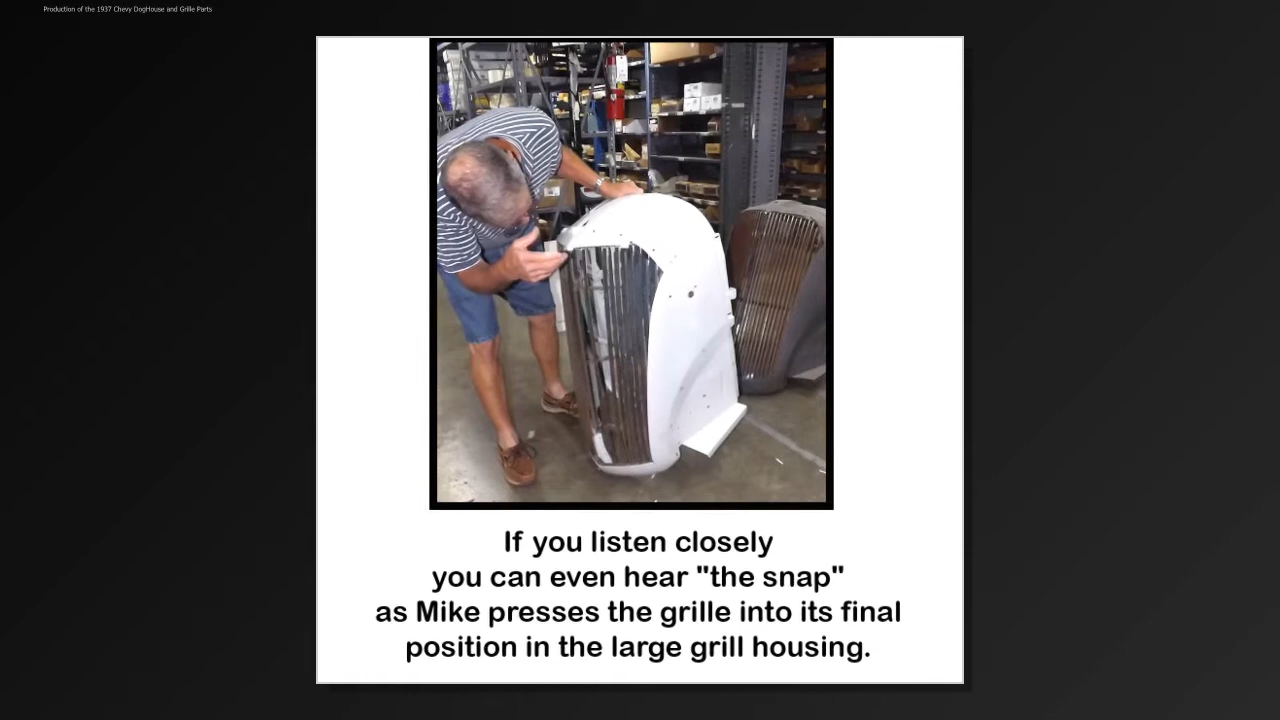 Production of the 1937 Chevy DogHouse and Grille Parts
If you listen closely
you can even hear "the snap"
as Mike presses the grille into its final
position in the large grill housing.